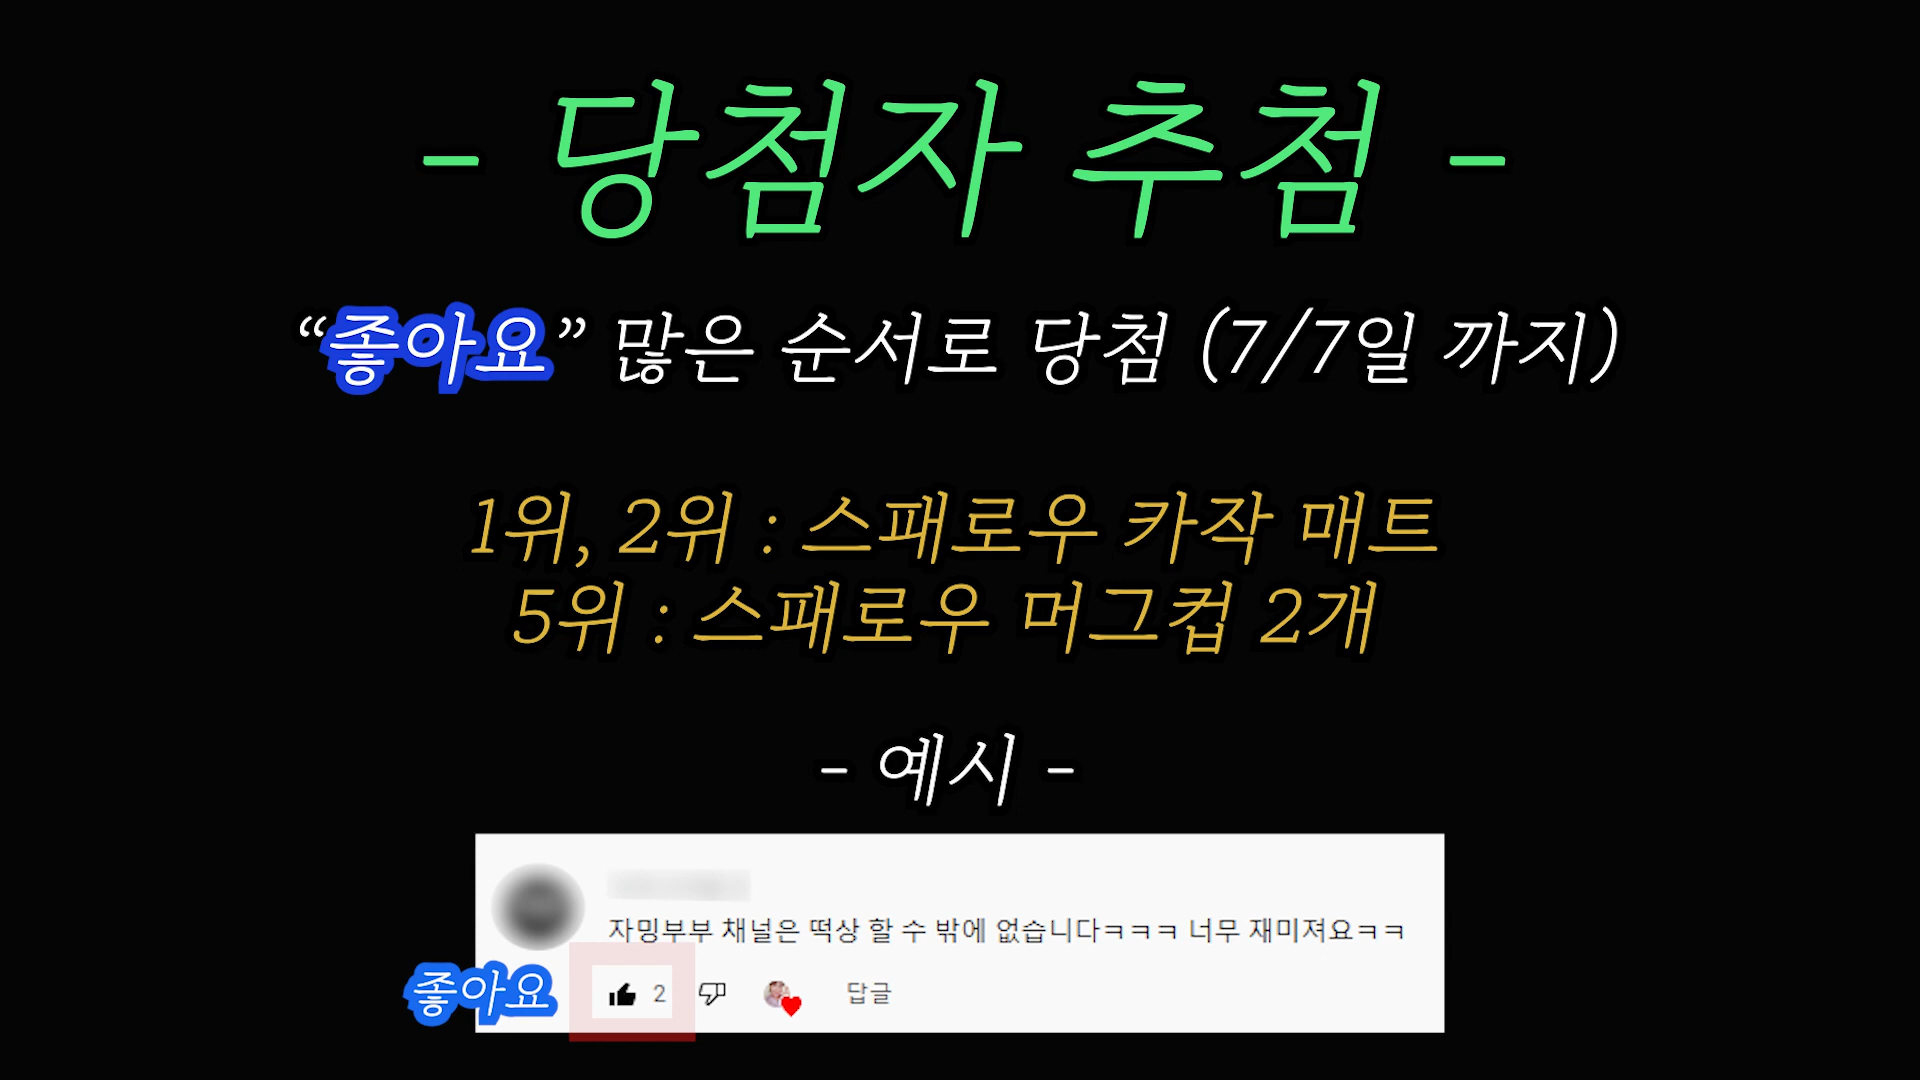 - 당첨자 추첨 -
“좋아요” 많은 순서로 당첨 (7/7일 까지)
1위, 2위 : 스패로우 카작 매트
5위 : 스패로우 머그컵 2개
- 예시 -
자밍부부 채널은 떡상 할 수 밖에 없습니다ㅋㅋㅋ 너무 재미져요ㅋㅋ
좋아요 2 답글